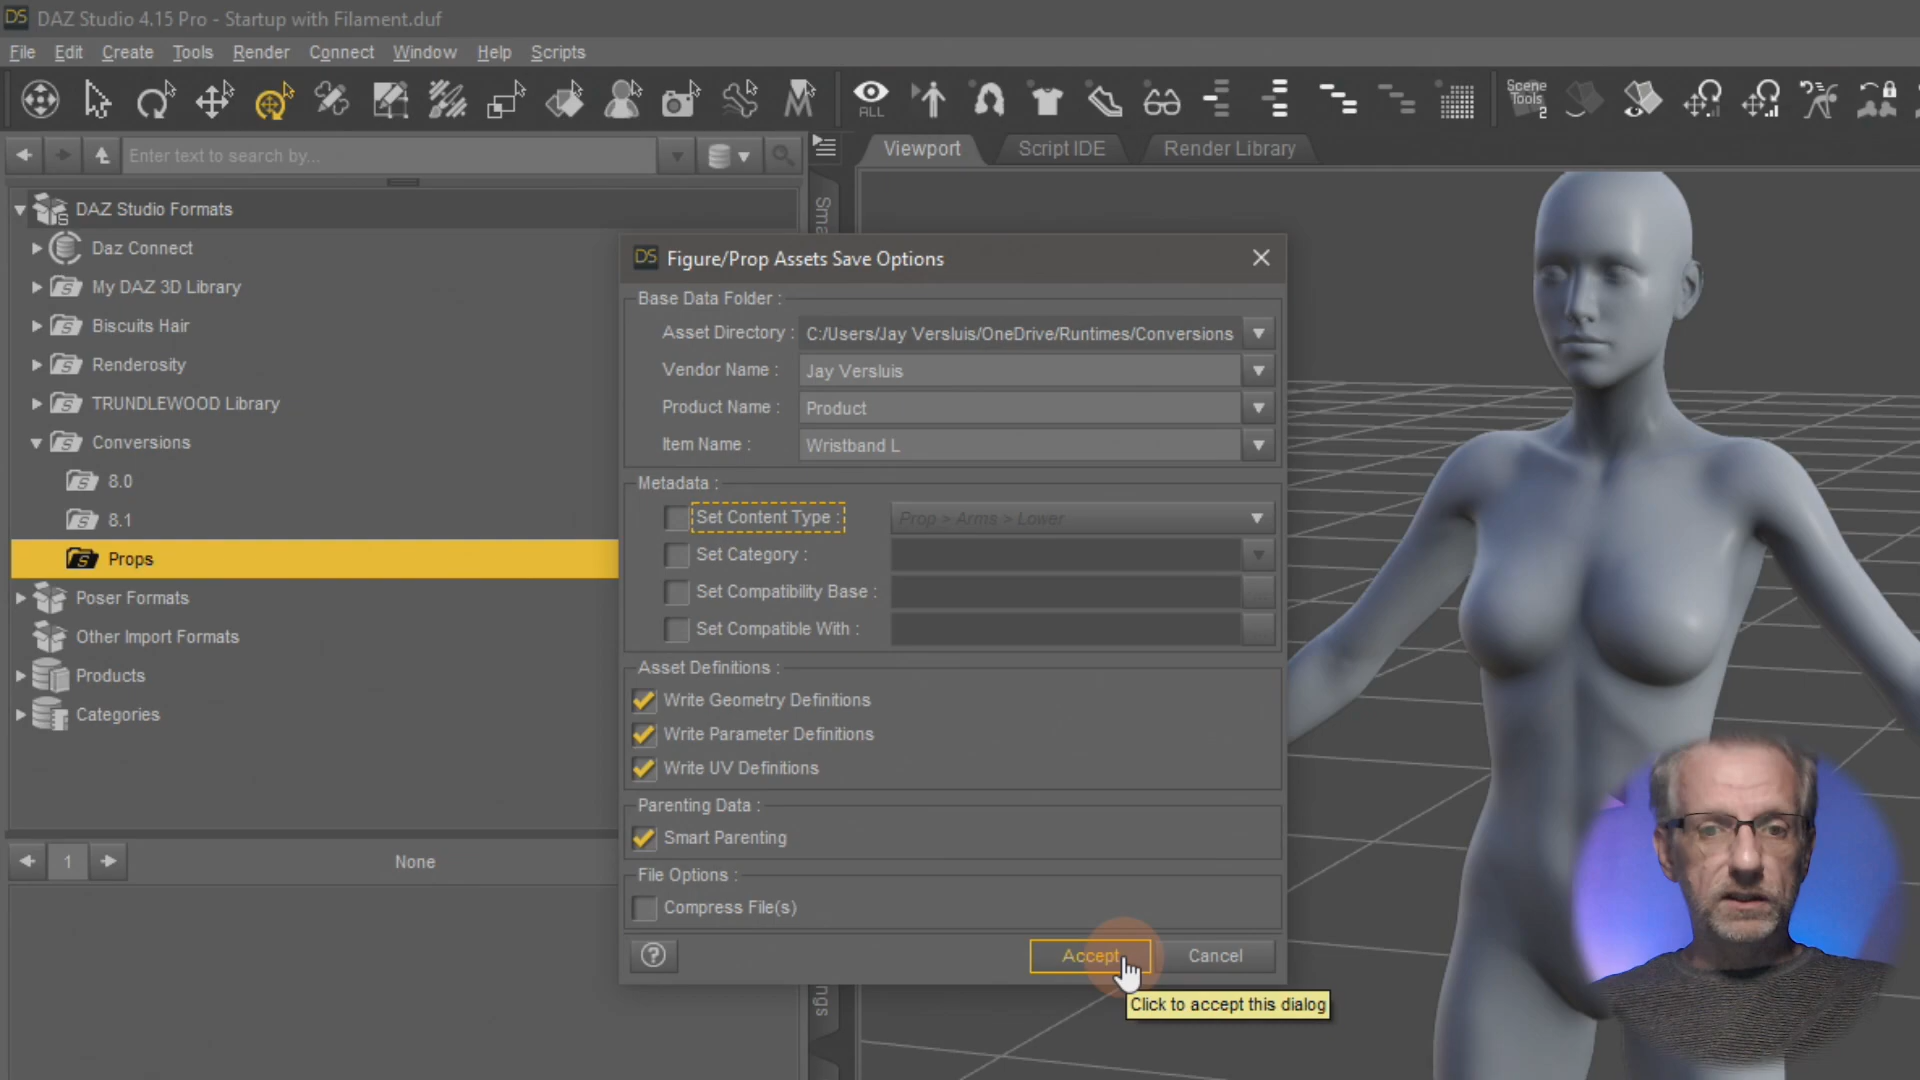 DS DAZ Studio 4.15 Pro - Startup with Filament.duf
File Edit Create Tools Render Connect Window Help Scripts
ALL
Scene
Tools
2
Enter text to search by...
Viewport
Script IDE
Render Library
DAZ Studio Formats
Daz Connect
My DAZ 3D Library
Biscuits Hair
Renderosity
TRUNDLEWOOD Library
Conversions
8.0
8.1
Props
Poser Formats
Other Import Formats
Products
Categories
1
None
DS Figure/Prop Assets Save Options
Base Data Folder :
Asset Directory : C:/Users/Jay Versluis/OneDrive/Runtimes/Conversions
Vendor Name : Jay Versluis
Product Name : Product
Item Name : Wristband L
Metadata :
Set Content Type : Prop > Arms > Lower
Set Category :
Set Compatibility Base : ...
Set Compatible With : ...
Asset Definitions :
Write Geometry Definitions
Write Parameter Definitions
Write UV Definitions
Parenting Data :
Smart Parenting
File Options :
Compress File(s)
? Accept Cancel
Click to accept this dialog